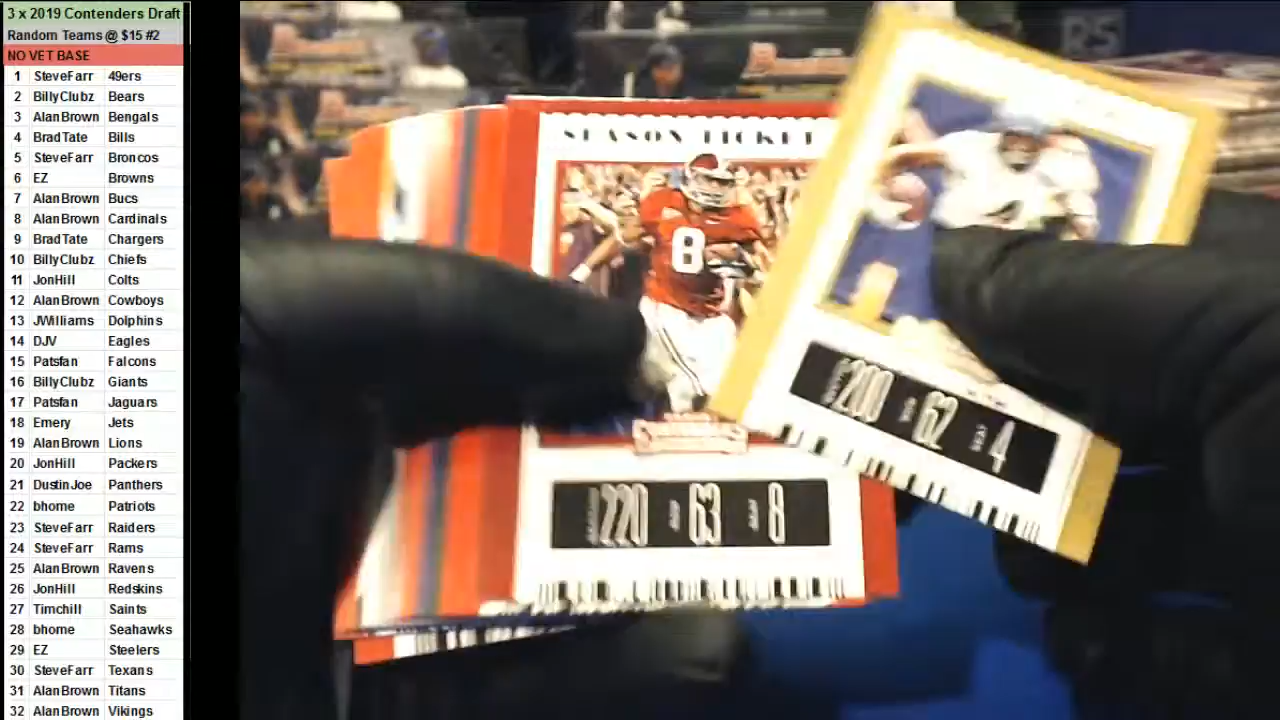 3 x 2019 Contenders Draft
Random Teams @ $15 #2
NO VET BASE
1 SteveFarr 49ers
2 BillyClubz Bears
3 AlanBrown Bengals
4 BradTate Bills
5 SteveFarr Broncos
6 EZ Browns
7 AlanBrown Bucs
8 AlanBrown Cardinals
9 BradTate Chargers
10 BillyClubz Chiefs
11 JonHill Colts
12 AlanBrown Cowboys
13 JWilliams Dolphins
14 DJV Eagles
15 Patsfan Falcons
16 BillyClubz Giants
17 Patsfan Jaguars
18 Emery Jets
19 AlanBrown Lions
20 JonHill Packers
21 DustinJoe Panthers
22 bhome Patriots
23 SteveFarr Raiders
24 SteveFarr Rams
25 AlanBrown Ravens
26 JonHill Redskins
27 Timchill Saints
28 bhome Seahawks
29 EZ Steelers
30 SteveFarr Texans
31 AlanBrown Titans
32 AlanBrown Vikings
RS
SEASON TICKET
8
220 63 8
4
200 62 4